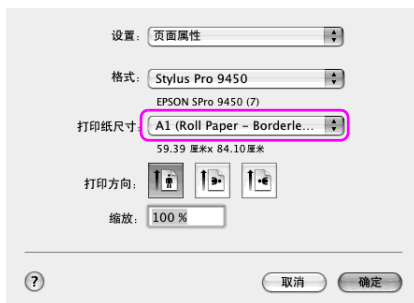 设置： 页面属性
格式： Stylus Pro 9450
EPSON SPro 9450 (7)
打印纸尺寸： A1 (Roll Paper – Borderle...
59.39 厘米x 84.10厘米
打印方向：
缩放： 100 %
? 取消 确定